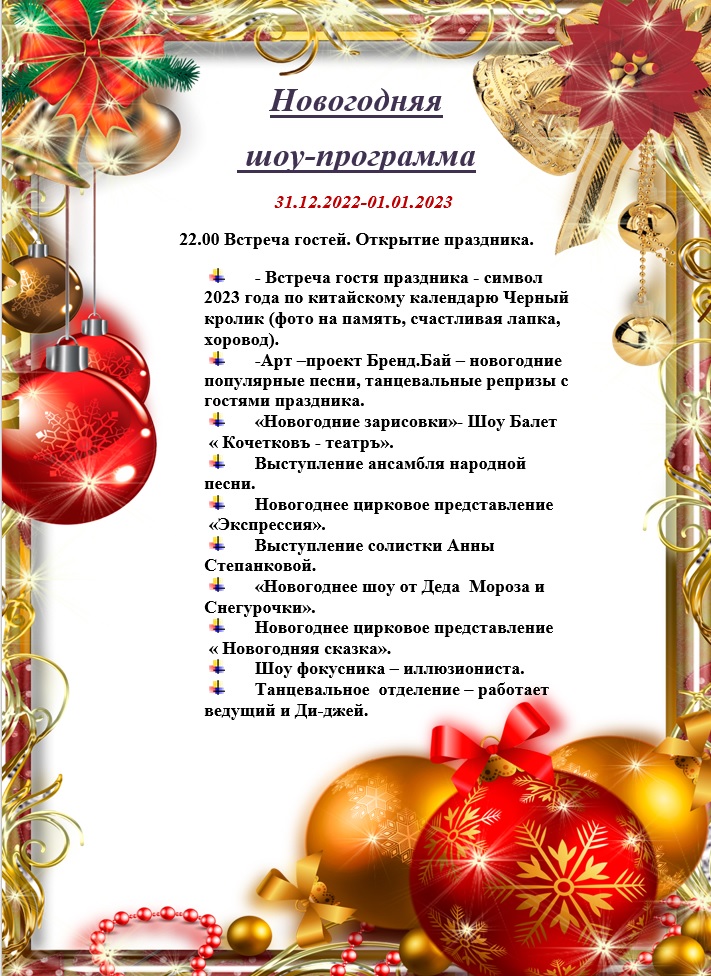 Новогодняя
шоу-программа
31.12.2022-01.01.2023
22.00 Встреча гостей. Открытие праздника.
- Встреча гостя праздника - символ
2023 года по китайскому календарю Черный
кролик (фото на память, счастливая лапка,
хоровод).
-Арт –проект Бренд.Бай – новогодние
популярные песни, танцевальные репризы с
гостями праздника.
«Новогодние зарисовки»- Шоу Балет
« Кочетковъ - театръ».
Выступление ансамбля народной
песни.
Новогоднее цирковое представление
«Экспрессия».
Выступление солистки Анны
Степанковой.
«Новогоднее шоу от Деда  Мороза и
Снегурочки».
Новогоднее цирковое представление
« Новогодняя сказка».
Шоу фокусника – иллюзиониста.
Танцевальное  отделение – работает
ведущий и Ди-джей.